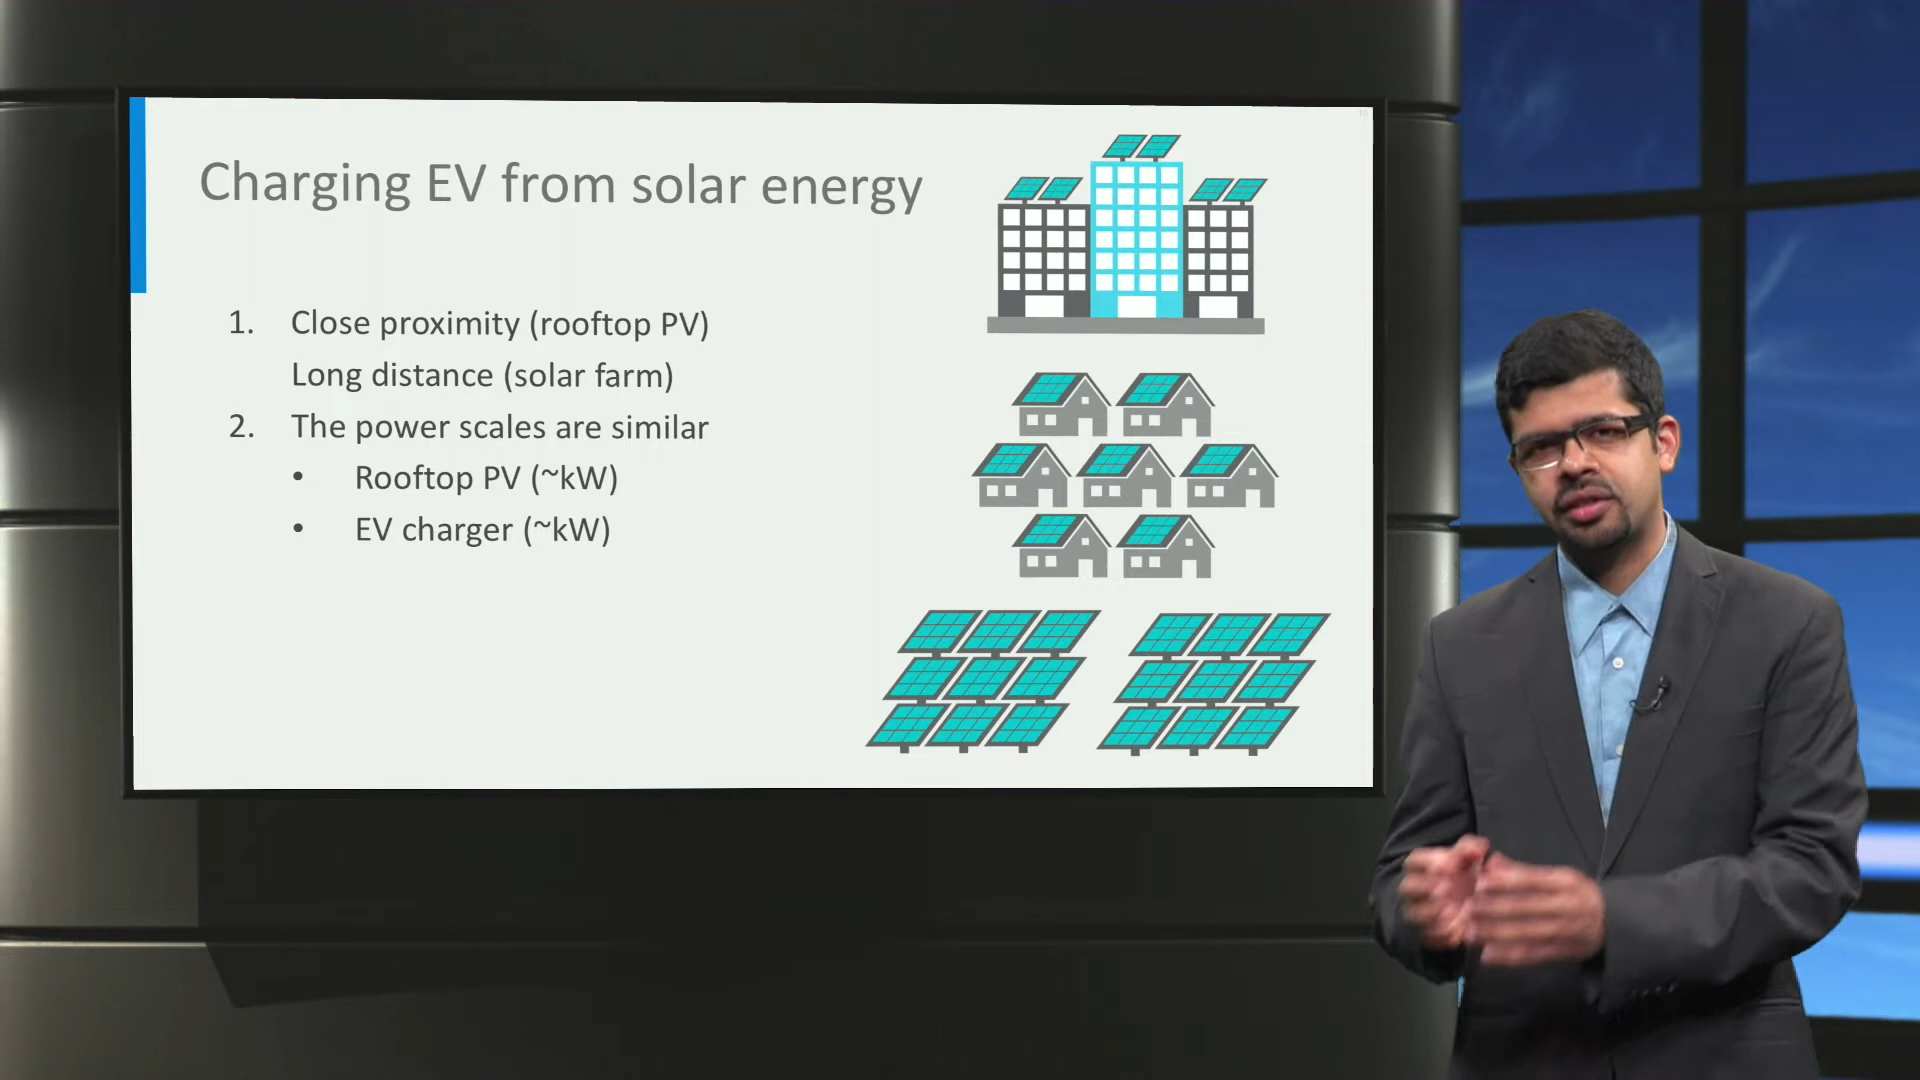 Charging EV from solar energy
1. Close proximity (rooftop PV)
Long distance (solar farm)
2. The power scales are similar
• Rooftop PV (~kW)
• EV charger (~kW)
10